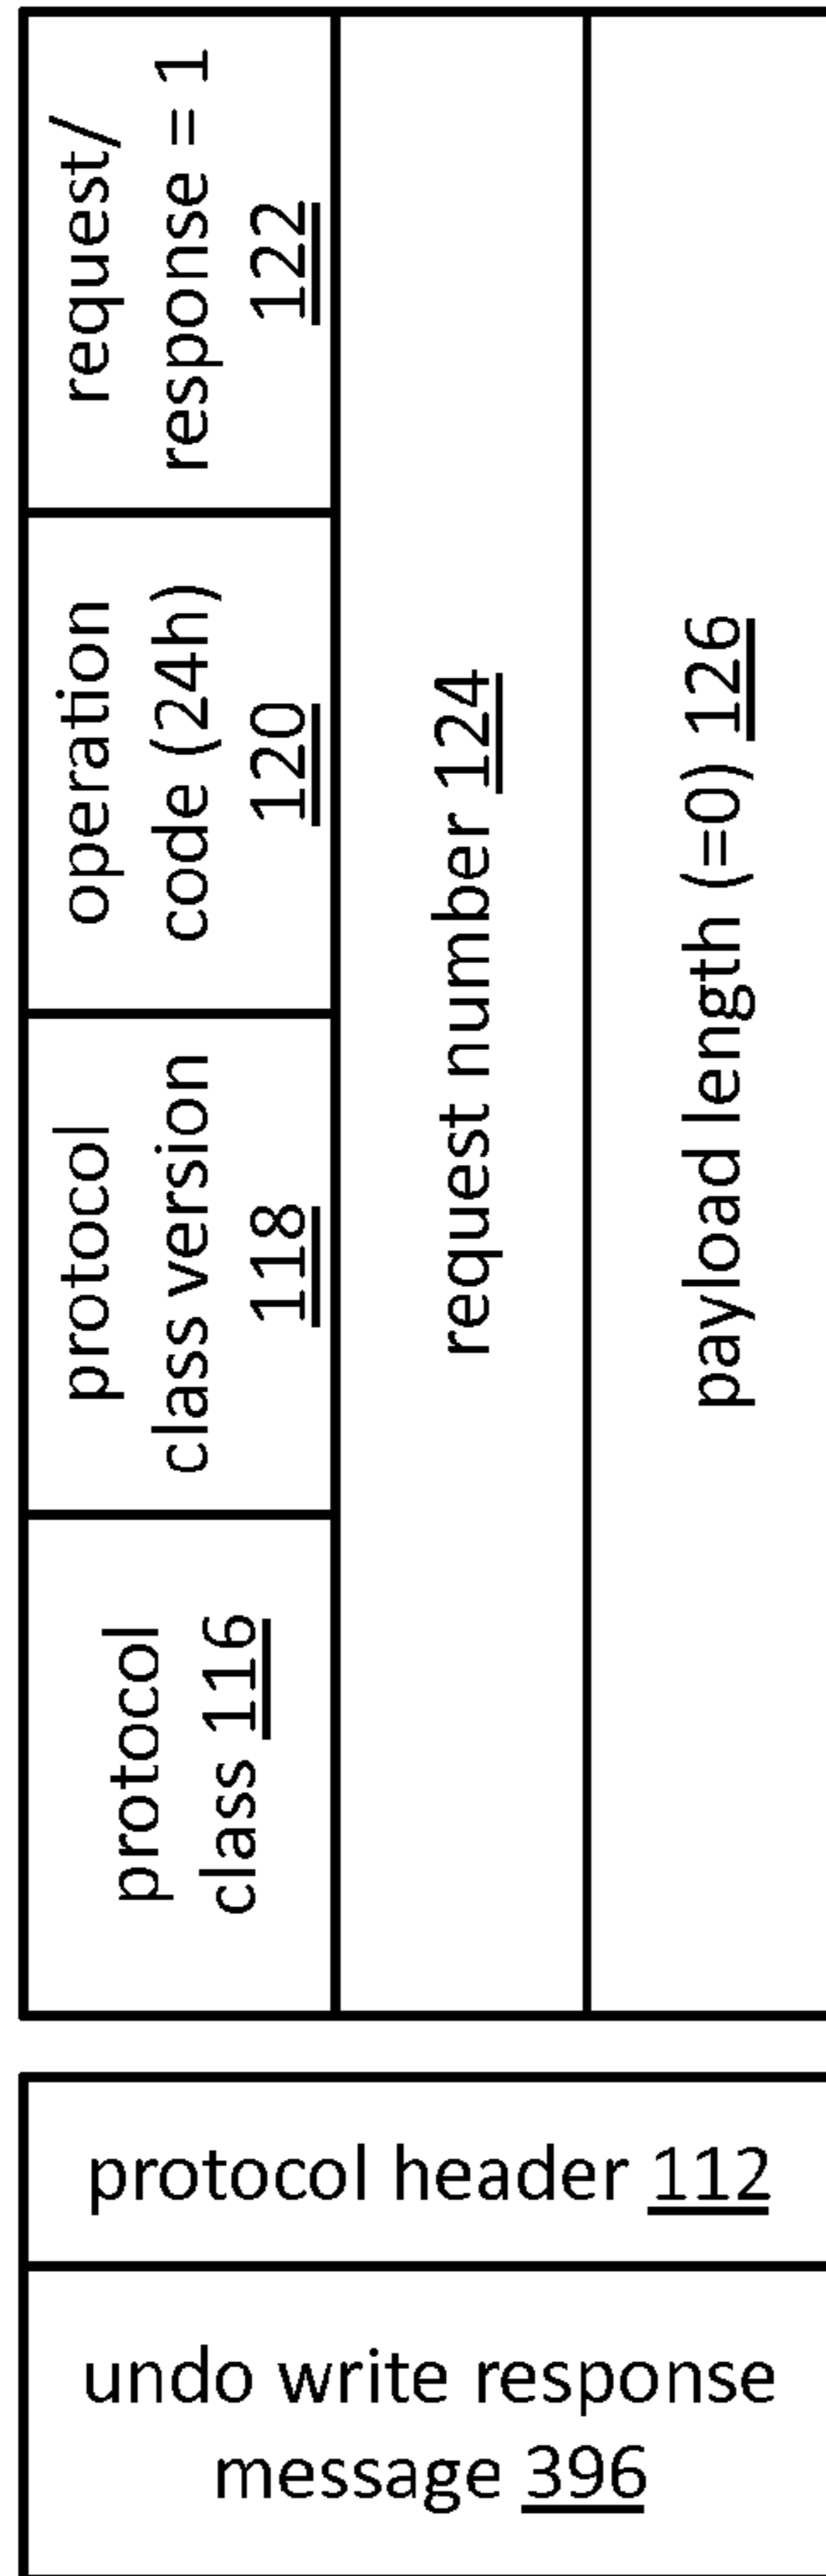 protocol
class 116
protocol
class version
118
operation
code (24h)
120
request/
response = 1
122
request number 124
payload length (=0) 126
protocol header 112
undo write response
message 396